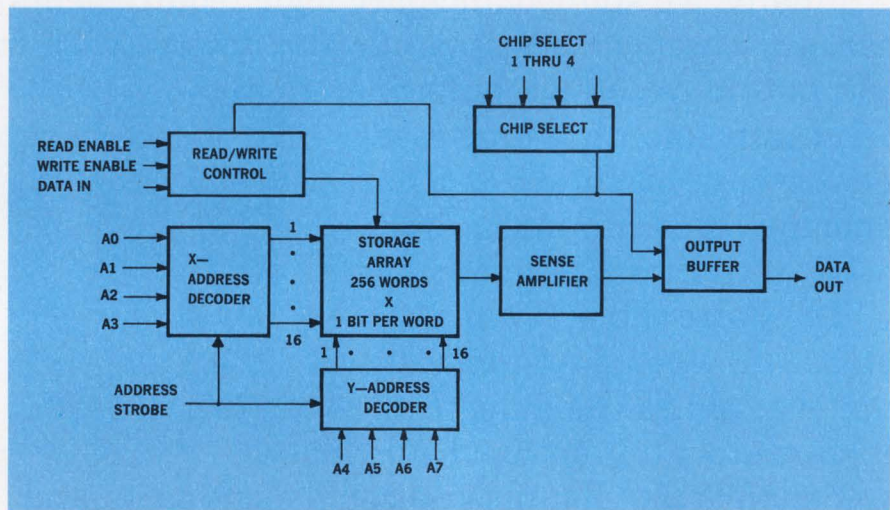 CHIP SELECT
1 THRU 4
CHIP SELECT
READ ENABLE
WRITE ENABLE
DATA IN
READ/WRITE
CONTROL
A0
A1
A2
A3
X—
ADDRESS
DECODER
1
16
STORAGE
ARRAY
256 WORDS
X
1 BIT PER WORD
SENSE
AMPLIFIER
OUTPUT
BUFFER
DATA
OUT
1
16
ADDRESS
STROBE
Y—ADDRESS
DECODER
A4 A5 A6 A7